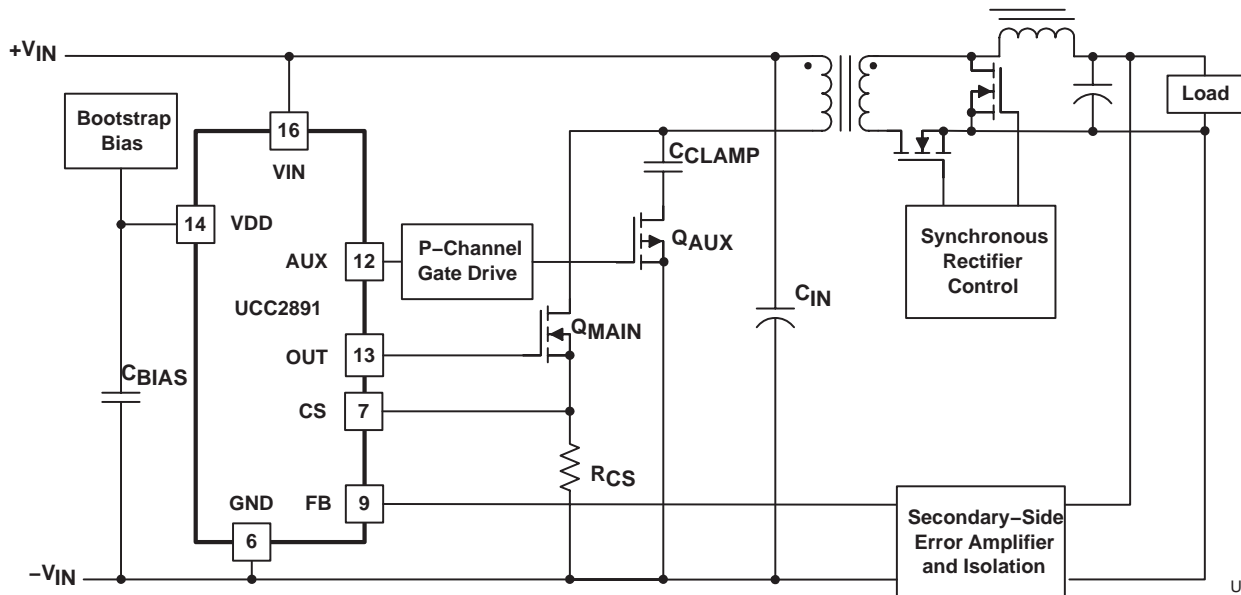 +VIN
Bootstrap
Bias
16
VIN
14
VDD
AUX
12
P−Channel
Gate Drive
UCC2891
OUT
13
CBIAS
CS
7
GND
FB
9
6
−VIN
CCLAMP
QAUX
QMAIN
CIN
RCS
Load
Synchronous
Rectifier
Control
Secondary−Side
Error Amplifier
and Isolation
U